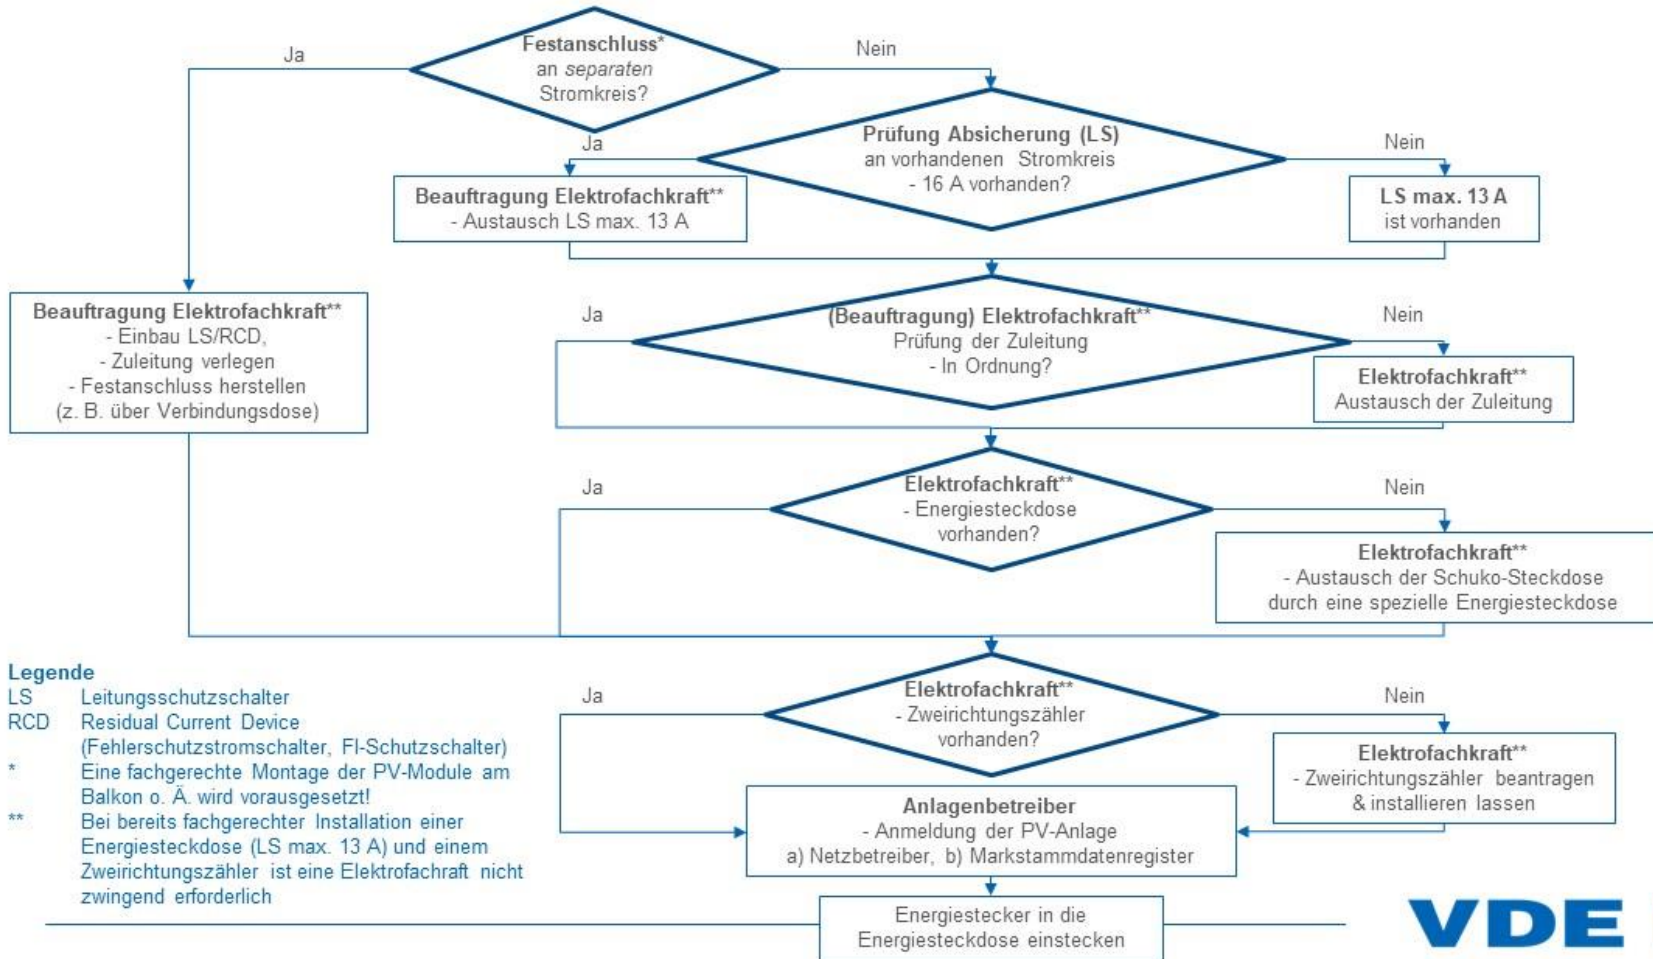 Festanschluss*
an separaten
Stromkreis?
Ja
Nein
Prüfung Absicherung (LS)
an vorhandenen Stromkreis
- 16 A vorhanden?
Ja
Nein
Beauftragung Elektrofachkraft**
- Austausch LS max. 13 A
LS max. 13 A
ist vorhanden
Beauftragung Elektrofachkraft**
- Einbau LS/RCD,
- Zuleitung verlegen
- Festanschluss herstellen
(z. B. über Verbindungsdose)
(Beauftragung) Elektrofachkraft**
Prüfung der Zuleitung
- In Ordnung?
Ja
Nein
Elektrofachkraft**
Austausch der Zuleitung
Elektrofachkraft**
- Energiesteckdose
vorhanden?
Ja
Nein
Elektrofachkraft**
- Austausch der Schuko-Steckdose
durch eine spezielle Energiesteckdose
Elektrofachkraft**
- Zweirichtungszähler
vorhanden?
Ja
Nein
Elektrofachkraft**
- Zweirichtungszähler beantragen
& installieren lassen
Anlagenbetreiber
- Anmeldung der PV-Anlage
a) Netzbetreiber, b) Markstammdatenregister
Energiestecker in die
Energiesteckdose einstecken
Legende
LS Leitungsschutzschalter
RCD Residual Current Device
(Fehlerschutzstromschalter, FI-Schutzschalter)
* Eine fachgerechte Montage der PV-Module am
Balkon o. Ä. wird vorausgesetzt!
** Bei bereits fachgerechter Installation einer
Energiesteckdose (LS max. 13 A) und einem
Zweirichtungszähler ist eine Elektrofachraft nicht
zwingend erforderlich
VDE